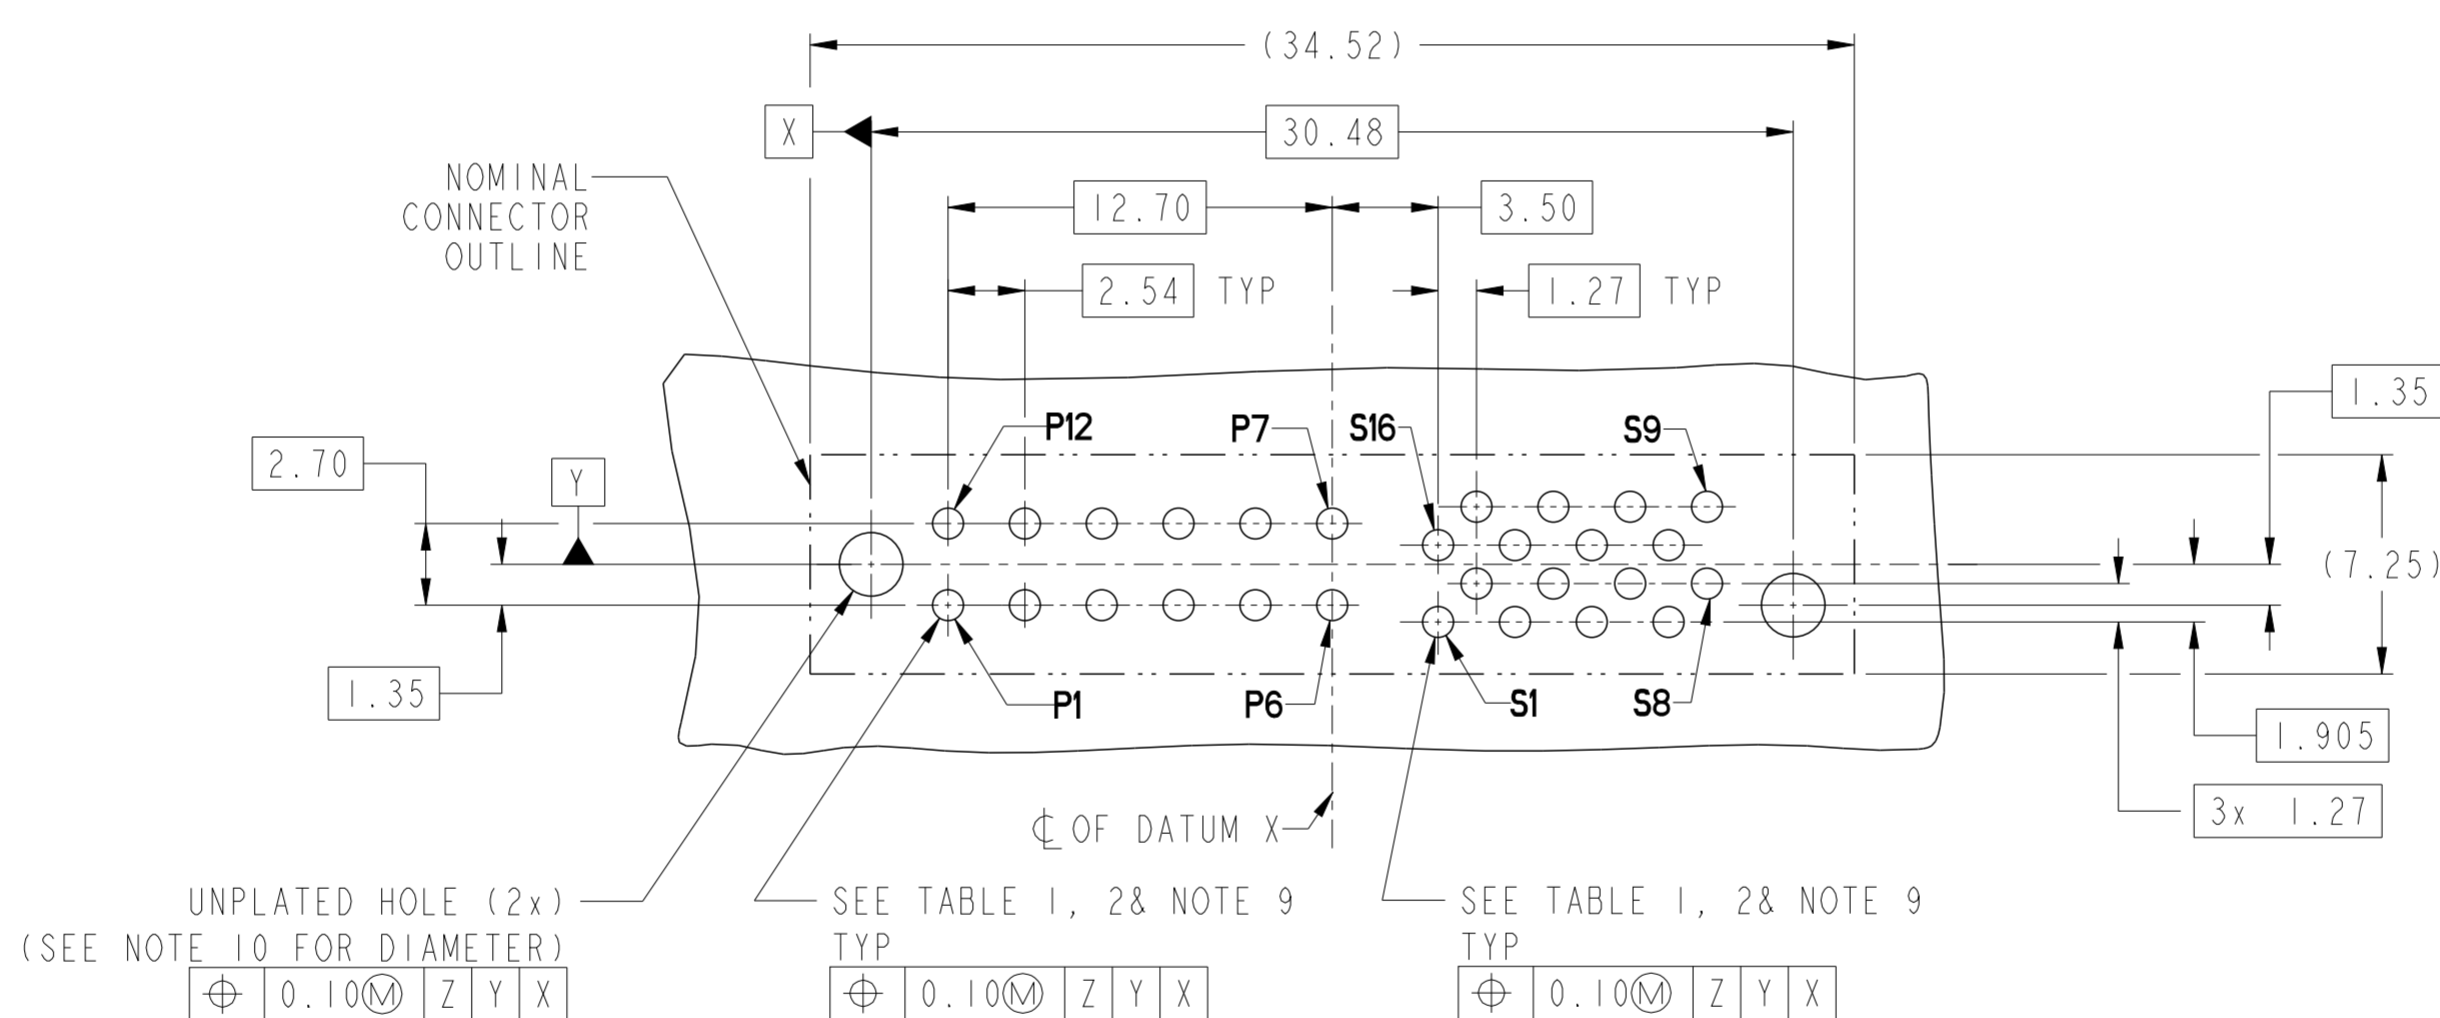 (34.52)
X
30.48
NOMINAL
CONNECTOR
OUTLINE
12.70
3.50
2.54 TYP
1.27 TYP
1.35
P12
P7
S16
S9
2.70
Y
(7.25)
1.35
P1
P6
S1
S8
1.905
3x 1.27
℄ OF DATUM X
UNPLATED HOLE (2x)
(SEE NOTE 10 FOR DIAMETER)
⌖ 0.10Ⓜ Z Y X
SEE TABLE 1, 2& NOTE 9
TYP
⌖ 0.10Ⓜ Z Y X
SEE TABLE 1, 2& NOTE 9
TYP
⌖ 0.10Ⓜ Z Y X